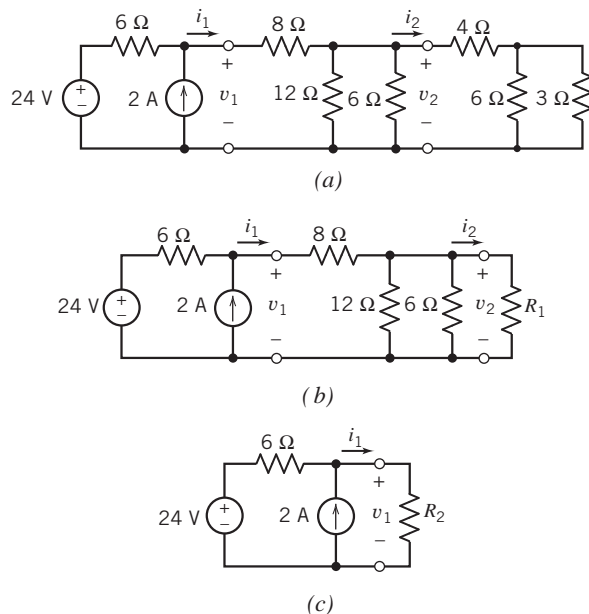 6 Ω i1 8 Ω i2 4 Ω
24 V + − 2 A + v1 − 12 Ω 6 Ω + v2 − 6 Ω 3 Ω
(a)
6 Ω i1 8 Ω i2
24 V + − 2 A + v1 − 12 Ω 6 Ω + v2 − R1
(b)
6 Ω i1
24 V + − 2 A + v1 − R2
(c)